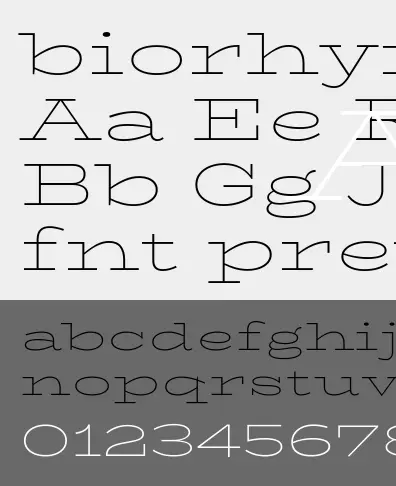 biorhy
Aa Ee R
Bb Gg J
fnt pre
abcdefghij
nopqrstuv
012345678